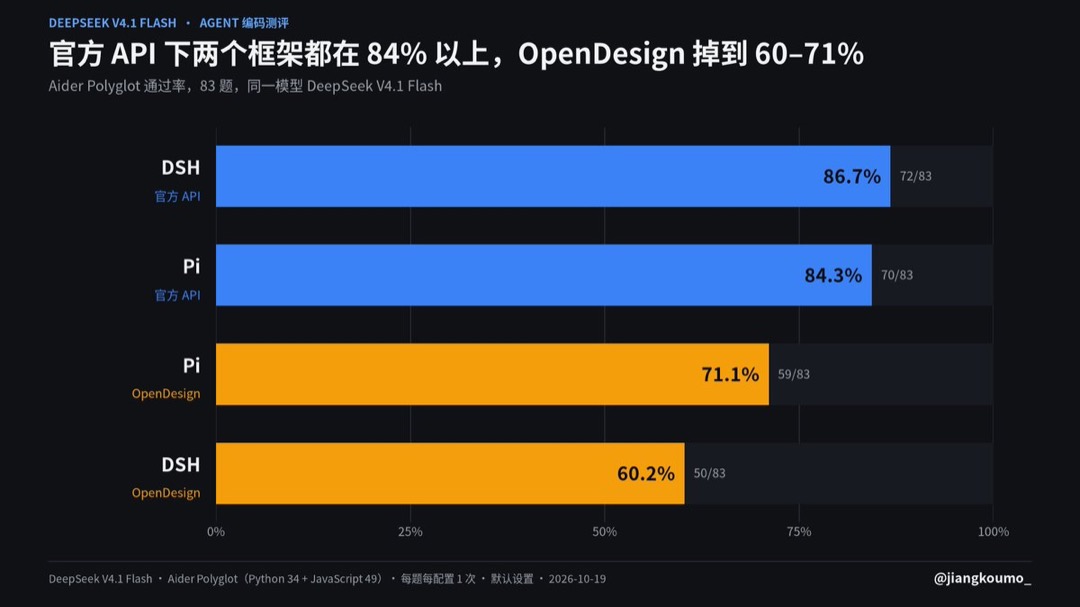 DEEPSEEK V4.1 FLASH • AGENT 编码测评
官方 API 下两个框架都在 84% 以上，OpenDesign 掉到 60–71%
Aider Polyglot 通过率，83 题，同一模型 DeepSeek V4.1 Flash
DSH
官方 API
86.7%
72/83
Pi
官方 API
84.3%
70/83
Pi
OpenDesign
71.1%
59/83
DSH
OpenDesign
60.2%
50/83
0% 25% 50% 75% 100%
DeepSeek V4.1 Flash • Aider Polyglot（Python 34 + JavaScript 49） • 每题每配置 1 次 • 默认设置 • 2026-10-19
@jiangkoumo_